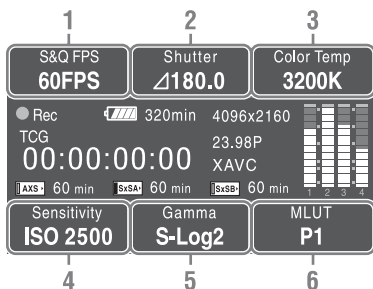 1 2 3
S&Q FPS Shutter Color Temp
60FPS ⊿180.0 3200K
Rec 320min 4096x2160
TCG 23.98P
00:00:00:00 XAVC
AXS 60 min SxSA 60 min SxSB 60 min
1 2 3 4
Sensitivity Gamma MLUT
ISO 2500 S-Log2 P1
4 5 6